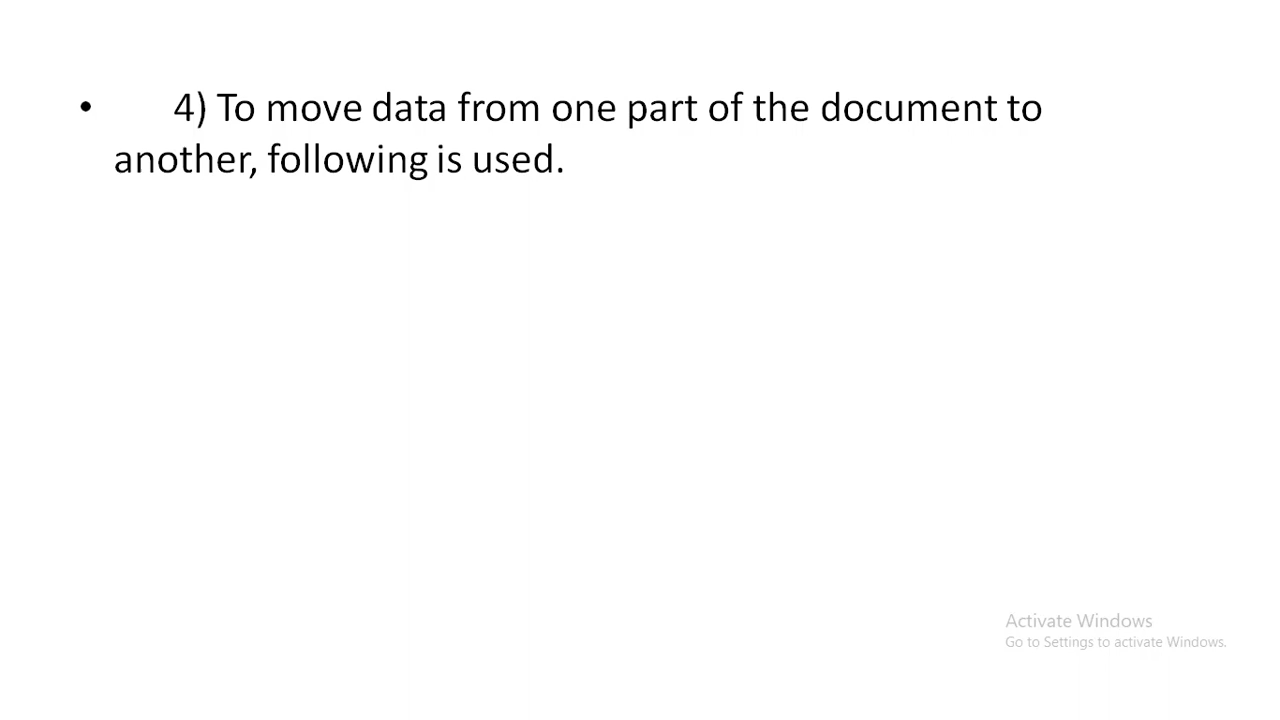 • 4) To move data from one part of the document to
another, following is used.
Activate Windows
Go to Settings to activate Windows.